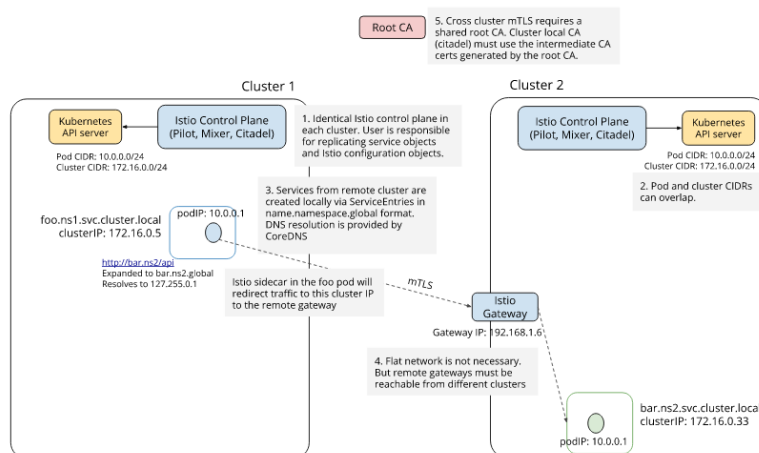 Root CA
5. Cross cluster mTLS requires a
shared root CA. Cluster local CA
(citadel) must use the intermediate CA
certs generated by the root CA.
Cluster 1
Cluster 2
Kubernetes
API server
Istio Control Plane
(Pilot, Mixer, Citadel)
Pod CIDR: 10.0.0.0/24
Cluster CIDR: 172.16.0.0/24
1. Identical Istio control plane in
each cluster. User is responsible
for replicating service objects
and Istio configuration objects.
Istio Control Plane
(Pilot, Mixer, Citadel)
Kubernetes
API server
Pod CIDR: 10.0.0.0/24
Cluster CIDR: 172.16.0.0/24
2. Pod and cluster CIDRs
can overlap.
3. Services from remote cluster are
created locally via ServiceEntries in
name.namespace.global format.
DNS resolution is provided by
CoreDNS
podIP: 10.0.0.1
foo.ns1.svc.cluster.local
clusterIP: 172.16.0.5
http://bar.ns2/api
Expanded to bar.ns2.global
Resolves to 127.255.0.1
Istio sidecar in the foo pod will
redirect traffic to this cluster IP
to the remote gateway
mTLS
Istio
Gateway
Gateway IP: 192.168.1.6
4. Flat network is not necessary.
But remote gateways must be
reachable from different clusters
bar.ns2.svc.cluster.local
clusterIP: 172.16.0.33
podIP: 10.0.0.1